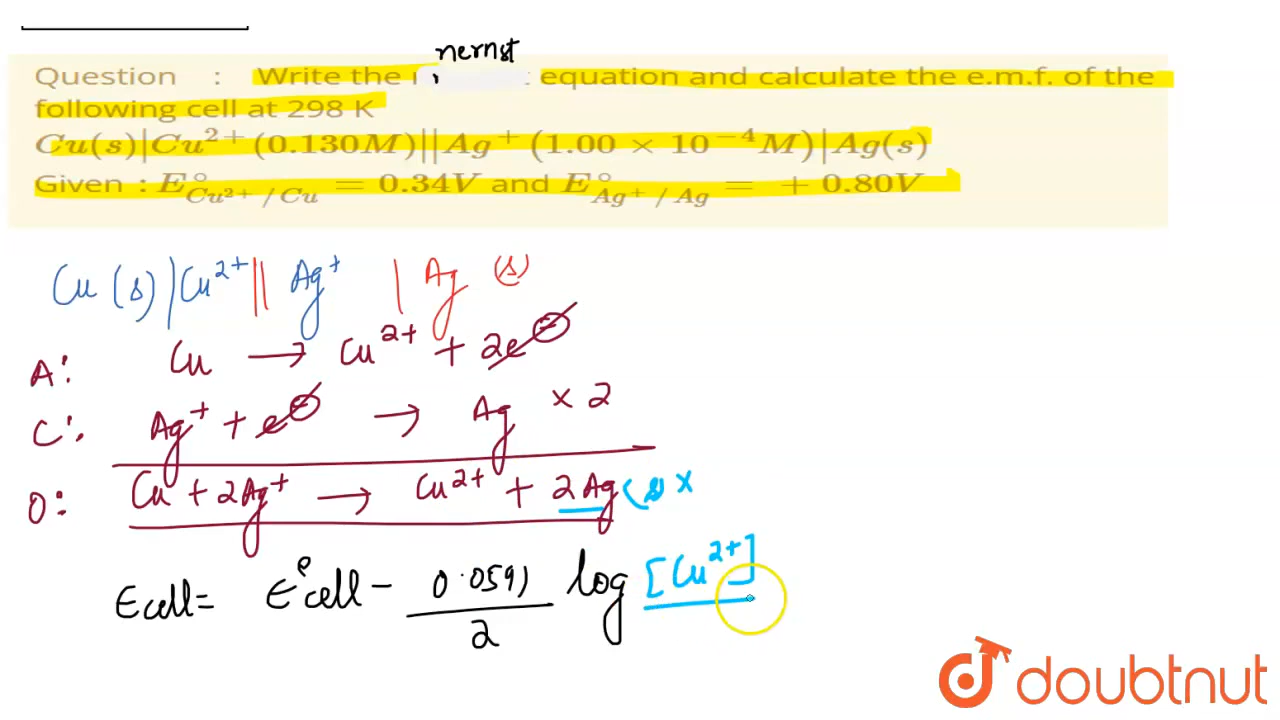 nernst
Question : Write the equation and calculate the e.m.f. of the
following cell at 298 K
Cu(s)|Cu²⁺(0.130M)||Ag⁺(1.00 × 10⁻⁴M)|Ag(s)
Given : E°Cu²⁺/Cu = 0.34V and E°Ag⁺/Ag = + 0.80V
Cu (s)|Cu²⁺|| Ag⁺ | Ag (s)
A: Cu → Cu²⁺ + 2e⊖
C: Ag⁺ + e⊖ → Ag × 2
O: Cu + 2Ag⁺ → Cu²⁺ + 2Ag (s) ×
Ecell = E°cell − 0.0591/2 log [Cu²⁺]
doubtnut